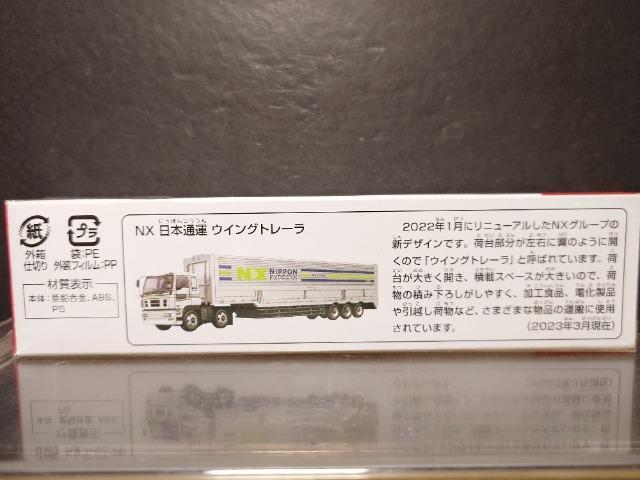 紙
プラ
外箱
仕切り
袋:PE
外装フィルム:PP
材質表示
本体:亜鉛合金、ABS、
PS
にっぽんつううん
NX 日本通運 ウイングトレーラ
NX NIPPON
EXPRESS
2022年1月にリニューアルしたNXグループの
新デザインです。荷台部分が左右に翼のように開
くので「ウイングトレーラ」と呼ばれています。荷
台が大きく開き、積載スペースが大きいので、荷
物の積み下ろしがしやすく、加工食品、電化製品
や引越し荷物など、さまざまな物品の運搬に使用
されています。 (2023年3月現在)